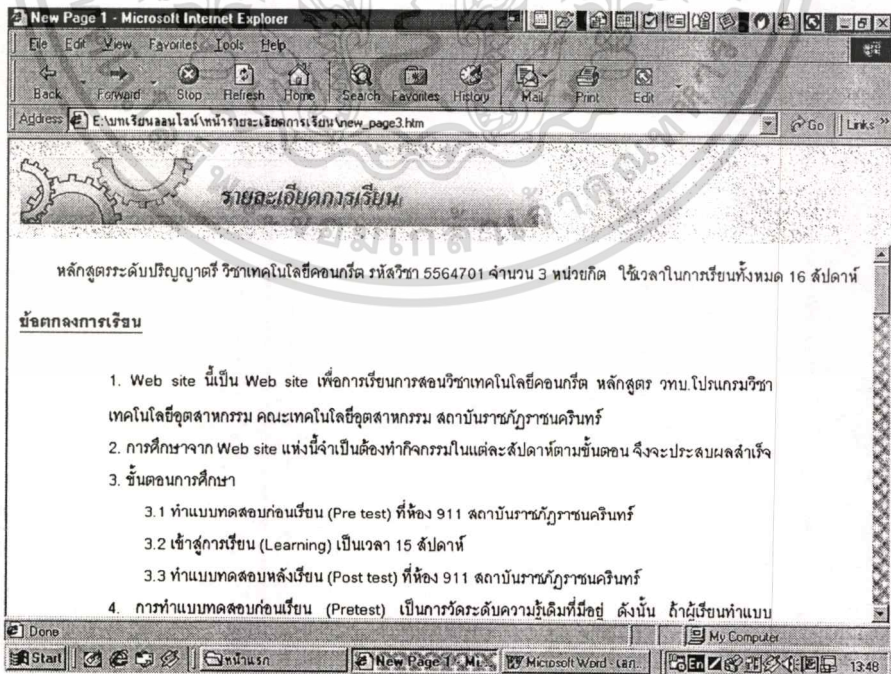 New Page 1 - Microsoft Internet Explorer
File Edit View Favorites Tools Help
Back Forward Stop Refresh Home Search Favorites History Mail Print Edit
Address E:\บทเรียนออนไลน์\หน้ารายละเอียดการเรียน\new_page3.htm Go Links »
รายละเอียดการเรียน
หลักสูตรระดับปริญญาตรี วิชาเทคโนโลยีคอนกรีต รหัสวิชา 5564701 จำนวน 3 หน่วยกิต ใช้เวลาในการเรียนทั้งหมด 16 สัปดาห์
ข้อตกลงการเรียน
1. Web site นี้เป็น Web site เพื่อการเรียนการสอนวิชาเทคโนโลยีคอนกรีต หลักสูตร วทบ.โปรแกรมวิชา
เทคโนโลยีอุตสาหกรรม คณะเทคโนโลยีอุตสาหกรรม สถาบันราชภัฏราชนครินทร์
2. การศึกษาจาก Web site แห่งนี้จำเป็นต้องทำกิจกรรมในแต่ละสัปดาห์ตามขั้นตอน จึงจะประสบผลสำเร็จ
3. ขั้นตอนการศึกษา
3.1 ทำแบบทดสอบก่อนเรียน (Pre test) ที่ห้อง 911 สถาบันราชภัฏราชนครินทร์
3.2 เข้าสู่การเรียน (Learning) เป็นเวลา 15 สัปดาห์
3.3 ทำแบบทดสอบหลังเรียน (Post test) ที่ห้อง 911 สถาบันราชภัฏราชนครินทร์
4. การทำแบบทดสอบก่อนเรียน (Pretest) เป็นการวัดระดับความรู้เดิมที่มีอยู่ ดังนั้น ถ้าผู้เรียนทำแบบ
Done My Computer
Start หน้าแรก New Page 1 - Mi... Microsoft Word - En 13:48